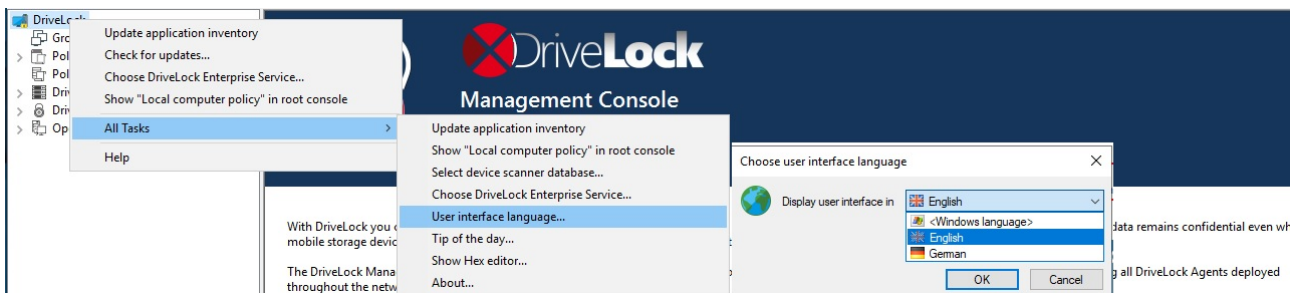 DriveLock
Update application inventory
Check for updates...
Choose DriveLock Enterprise Service...
Show "Local computer policy" in root console
All Tasks
Help
DriveLock
Management Console
Update application inventory
Show "Local computer policy" in root console
Select device scanner database...
Choose DriveLock Enterprise Service...
User interface language...
Tip of the day...
Show Hex editor...
About...
Choose user interface language
Display user interface in
English
<Windows language>
English
German
OK
Cancel
With DriveLock you
data remains confidential even
mobile storage
The DriveLock
all DriveLock Agents deployed
throughout the